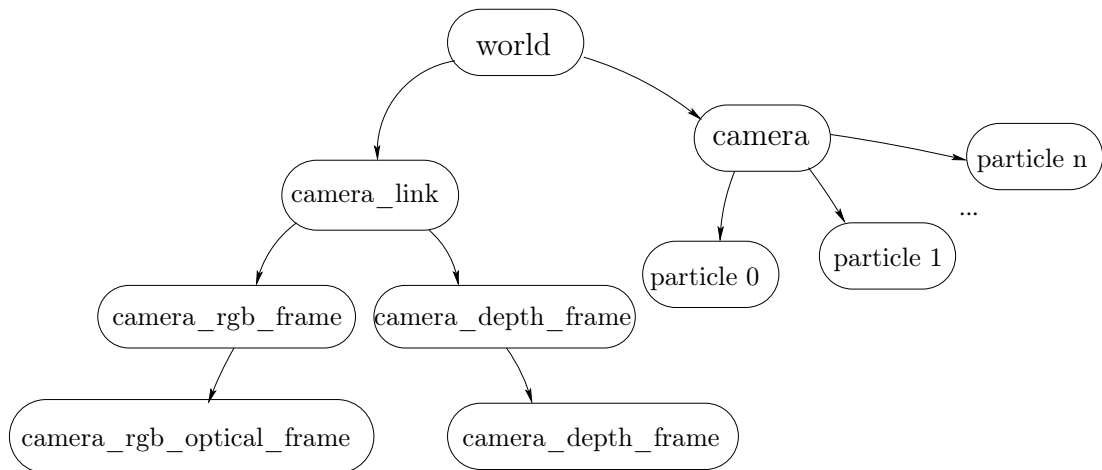 world
camera
particle n
camera_link
...
particle 1
particle 0
camera_rgb_frame
camera_depth_frame
camera_rgb_optical_frame
camera_depth_frame